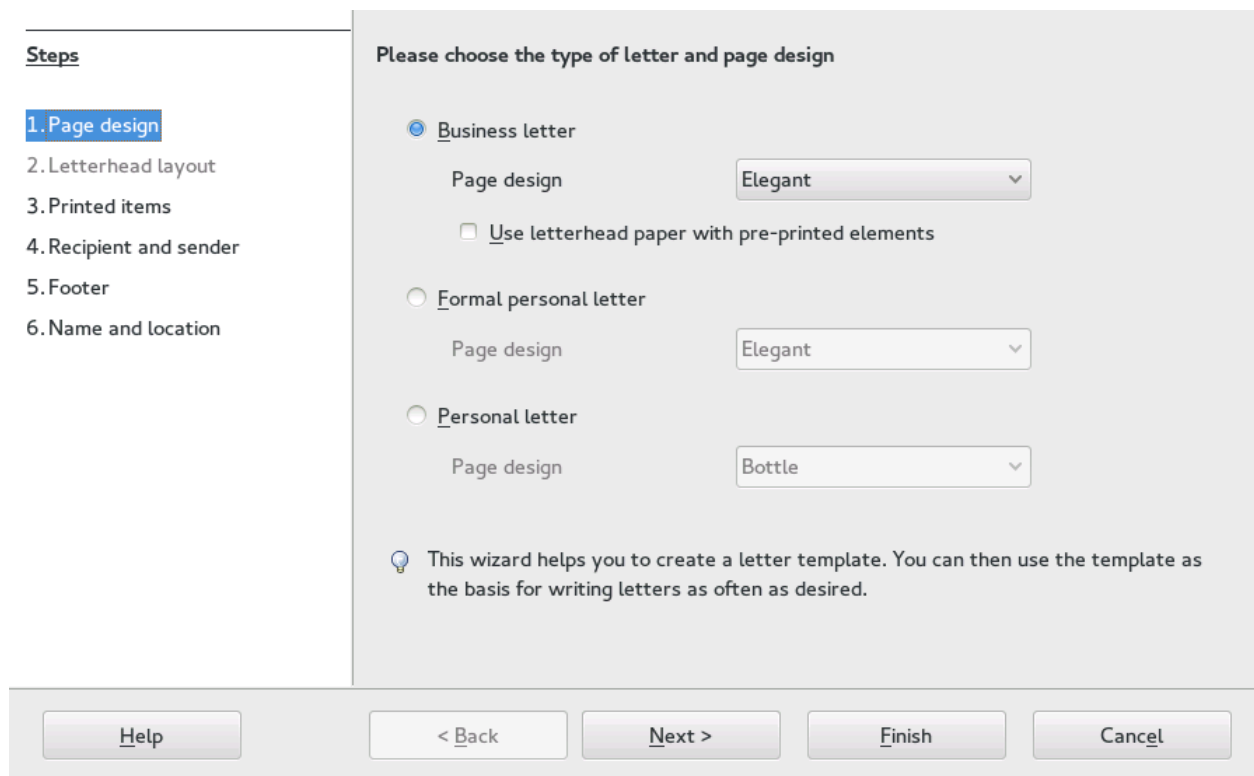 Steps
1. Page design
2. Letterhead layout
3. Printed items
4. Recipient and sender
5. Footer
6. Name and location
Please choose the type of letter and page design
Business letter
Page design Elegant
Use letterhead paper with pre-printed elements
Formal personal letter
Page design Elegant
Personal letter
Page design Bottle
This wizard helps you to create a letter template. You can then use the template as
the basis for writing letters as often as desired.
Help < Back Next > Finish Cancel